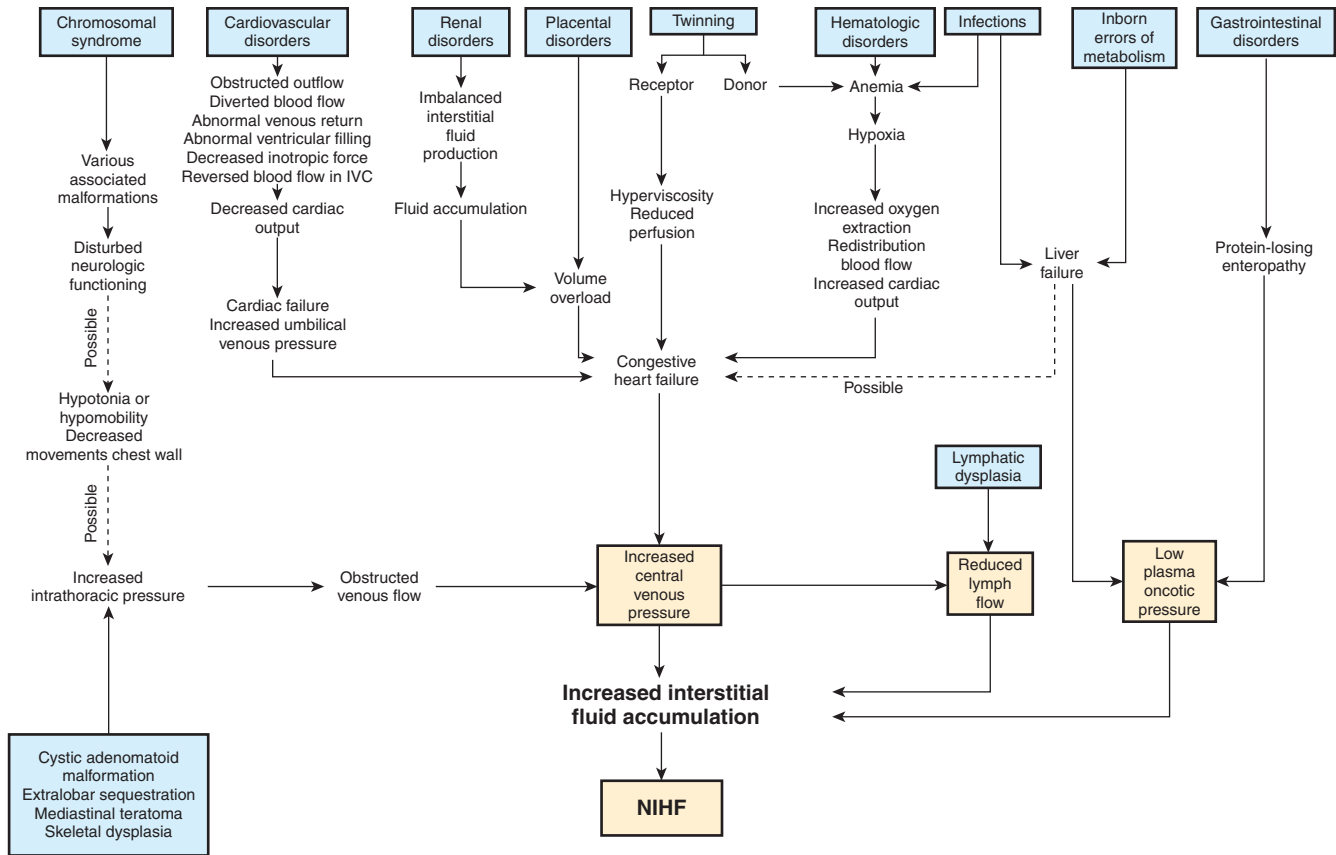 Chromosomal
syndrome
Cardiovascular
disorders
Renal
disorders
Placental
disorders
Twinning
Hematologic
disorders
Infections
Inborn
errors of
metabolism
Gastrointestinal
disorders
Obstructed outflow
Diverted blood flow
Abnormal venous return
Abnormal ventricular filling
Decreased inotropic force
Reversed blood flow in IVC
Imbalanced
interstitial
fluid
production
Receptor
Donor
Anemia
Hypoxia
Various
associated
malformations
Decreased cardiac
output
Fluid accumulation
Hyperviscosity
Reduced
perfusion
Increased oxygen
extraction
Redistribution
blood flow
Increased cardiac
output
Disturbed
neurologic
functioning
Liver
failure
Protein-losing
enteropathy
Volume
overload
Cardiac failure
Increased umbilical
venous pressure
Possible
Congestive
heart failure
Possible
Hypotonia or
hypomobility
Decreased
movements chest wall
Lymphatic
dysplasia
Possible
Increased
intrathoracic pressure
Obstructed
venous flow
Increased
central
venous
pressure
Reduced
lymph
flow
Low
plasma
oncotic
pressure
Increased interstitial
fluid accumulation
Cystic adenomatoid
malformation
Extralobar sequestration
Mediastinal teratoma
Skeletal dysplasia
NIHF